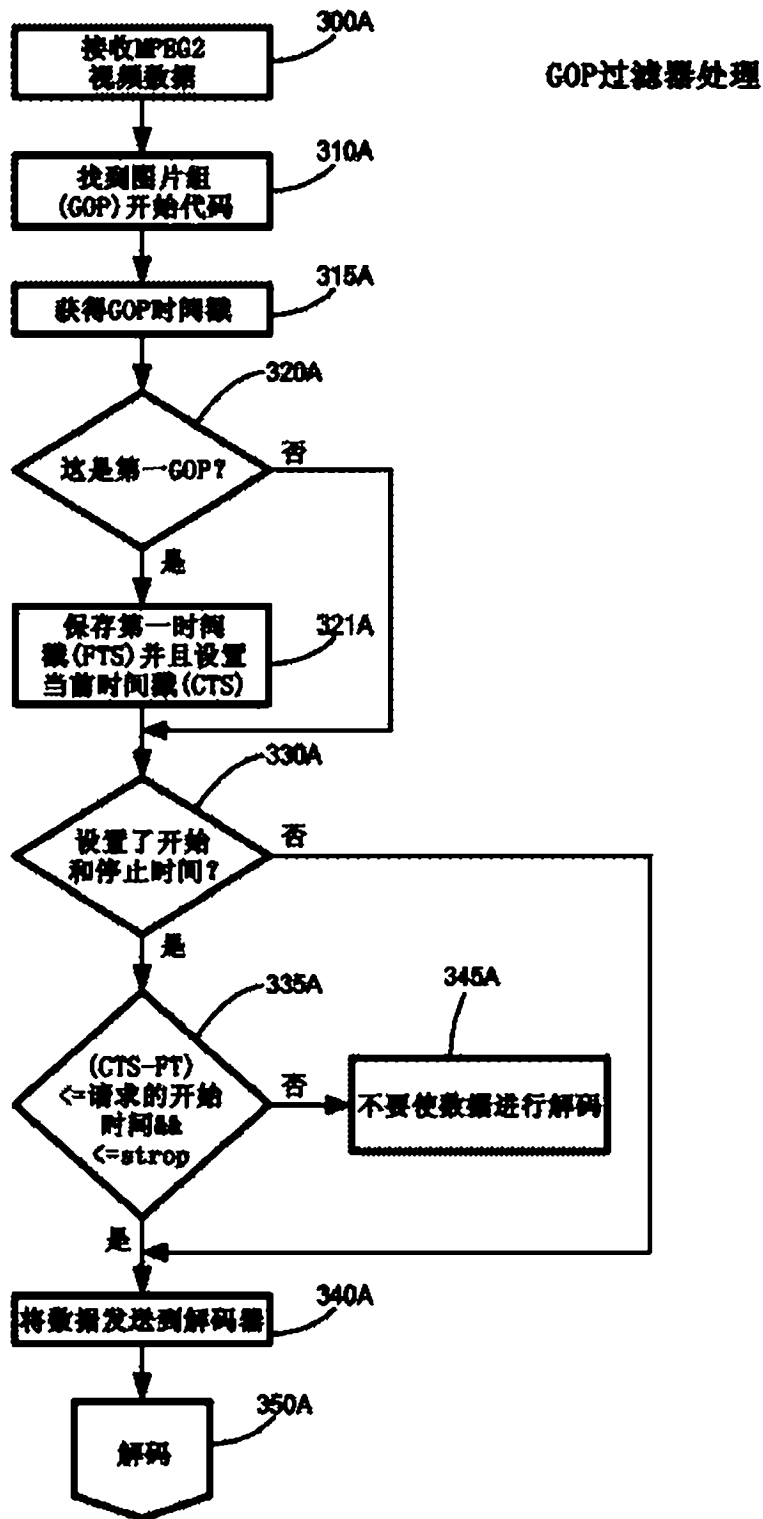 300A
接收MPEG2
视频数据
GOP过滤器处理
310A
找到图片组
(GOP)开始代码
315A
获得GOP时间戳
320A
这是第一GOP?
否
是
321A
保存第一时间
戳(FTS)并且设置
当前时间戳(CTS)
330A
设置了开始
和停止时间?
否
是
335A
345A
(CTS-FT)
<=请求的开始
时间&&
<=strop
否
不要使数据进行解码
是
340A
将数据发送到解码器
350A
解码